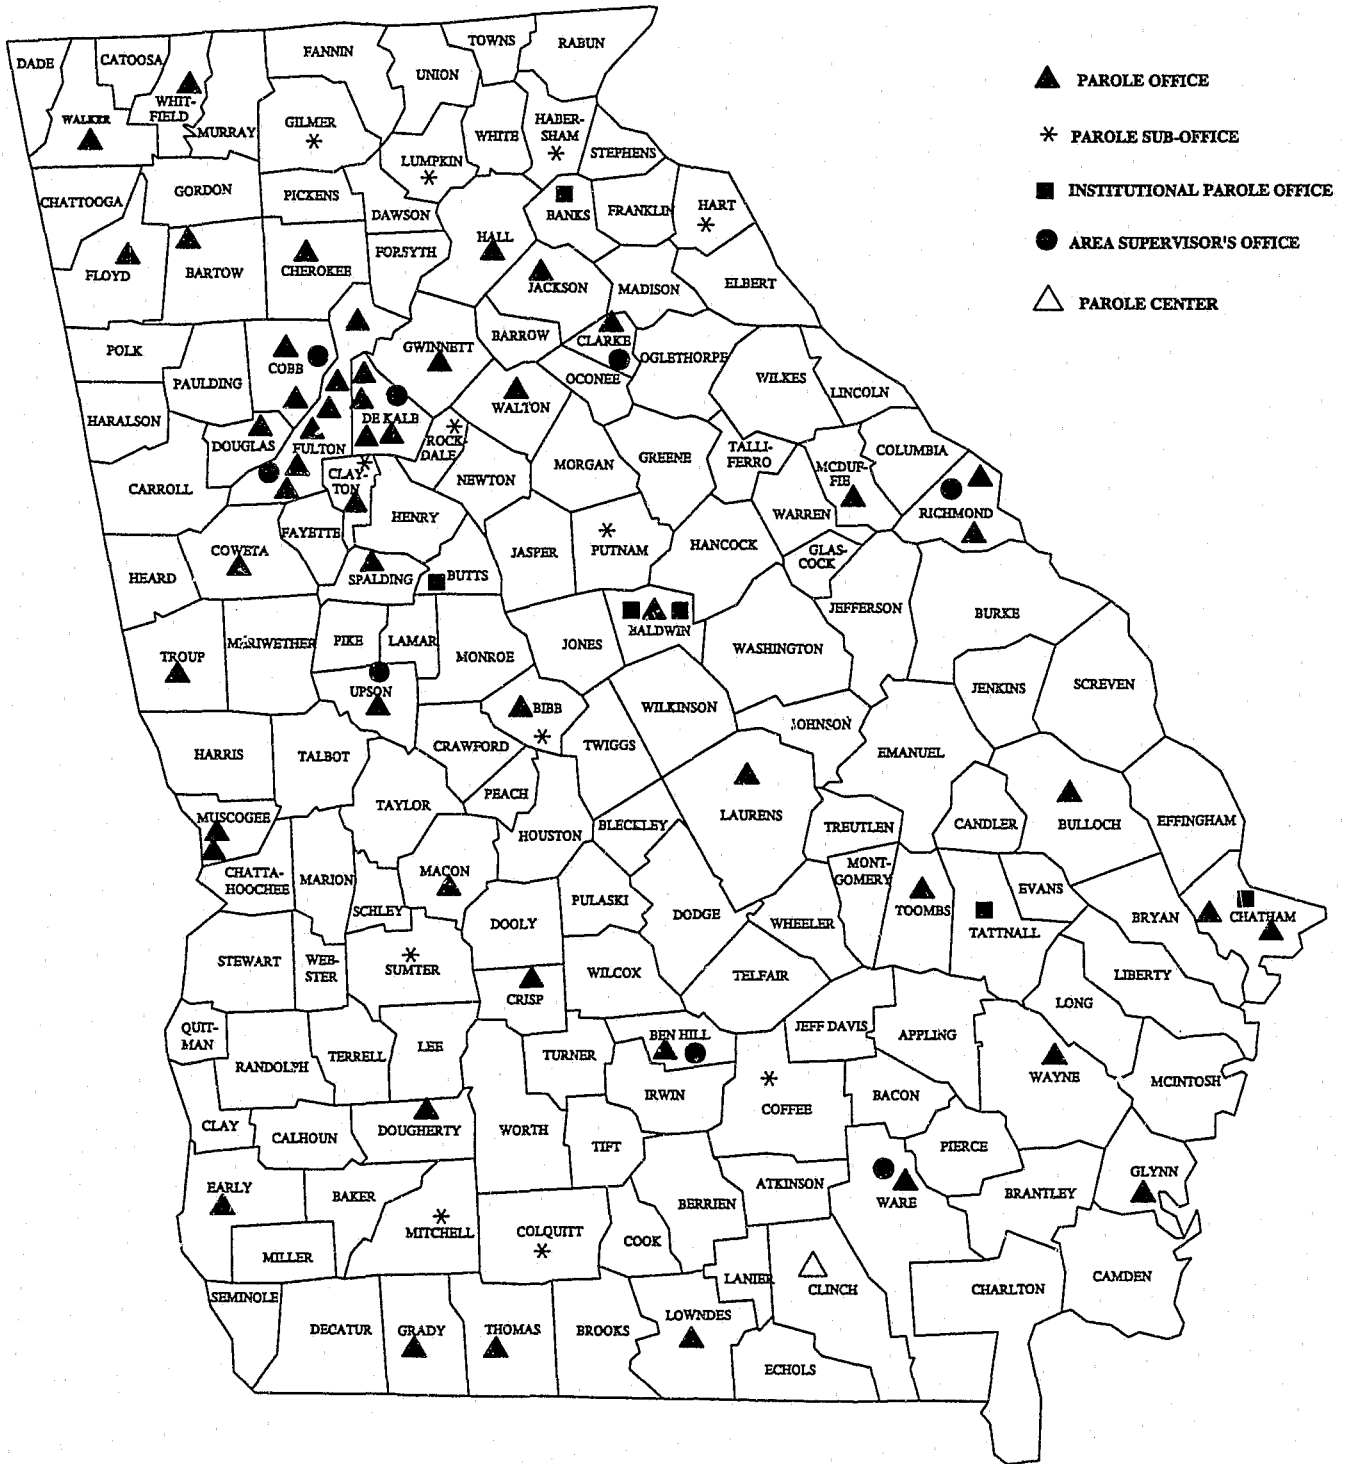 PAROLE OFFICE
PAROLE SUB-OFFICE
INSTITUTIONAL PAROLE OFFICE
AREA SUPERVISOR'S OFFICE
PAROLE CENTER
DADE
CATOOSA
WHIT-
FIELD
WALKER
MURRAY
FANNIN
GILMER
UNION
TOWNS
RABUN
LUMPKIN
WHITE
HABER-
SHAM
STEPHENS
CHATTOOGA
GORDON
PICKENS
DAWSON
BANKS
FRANKLIN
HART
FLOYD
BARTOW
CHEROKEE
FORSYTH
HALL
JACKSON
MADISON
ELBERT
POLK
PAULDING
COBB
GWINNETT
BARROW
CLARKE
OGLETHORPE
OCONEE
WILKES
LINCOLN
HARALSON
DOUGLAS
FULTON
DE KALB
ROCK-
DALE
WALTON
CARROLL
CLAY-
TON
NEWTON
MORGAN
GREENE
TALLI-
FERRO
MCDUF-
FIE
COLUMBIA
RICHMOND
WARREN
FAYETTE
HENRY
COWETA
HEARD
SPALDING
BUTTS
JASPER
PUTNAM
HANCOCK
GLAS-
COCK
JEFFERSON
BURKE
TROUP
MERIWETHER
PIKE
LAMAR
MONROE
JONES
BALDWIN
WASHINGTON
JENKINS
SCREVEN
UPSON
BIBB
WILKINSON
JOHNSON
EMANUEL
HARRIS
TALBOT
CRAWFORD
TWIGGS
PEACH
TAYLOR
MUSCOGEE
HOUSTON
BLECKLEY
LAURENS
TREUTLEN
CANDLER
BULLOCH
EFFINGHAM
CHATTA-
HOOCHEE
MARION
MACON
SCHLEY
DOOLY
PULASKI
DODGE
WHEELER
MONT-
GOMERY
TOOMBS
TATTNALL
EVANS
BRYAN
CHATHAM
STEWART
WEB-
STER
SUMTER
CRISP
WILCOX
TELFAIR
LIBERTY
LONG
QUIT-
MAN
RANDOLPH
TERRELL
LEE
TURNER
BEN HILL
JEFF DAVIS
APPLING
WAYNE
MCINTOSH
IRWIN
COFFEE
BACON
CLAY
CALHOUN
DOUGHERTY
WORTH
TIFT
PIERCE
EARLY
BAKER
MITCHELL
COLQUITT
COOK
BERRIEN
ATKINSON
WARE
BRANTLEY
GLYNN
MILLER
LANIER
CLINCH
CHARLTON
CAMDEN
SEMINOLE
DECATUR
GRADY
THOMAS
BROOKS
LOWNDES
ECHOLS